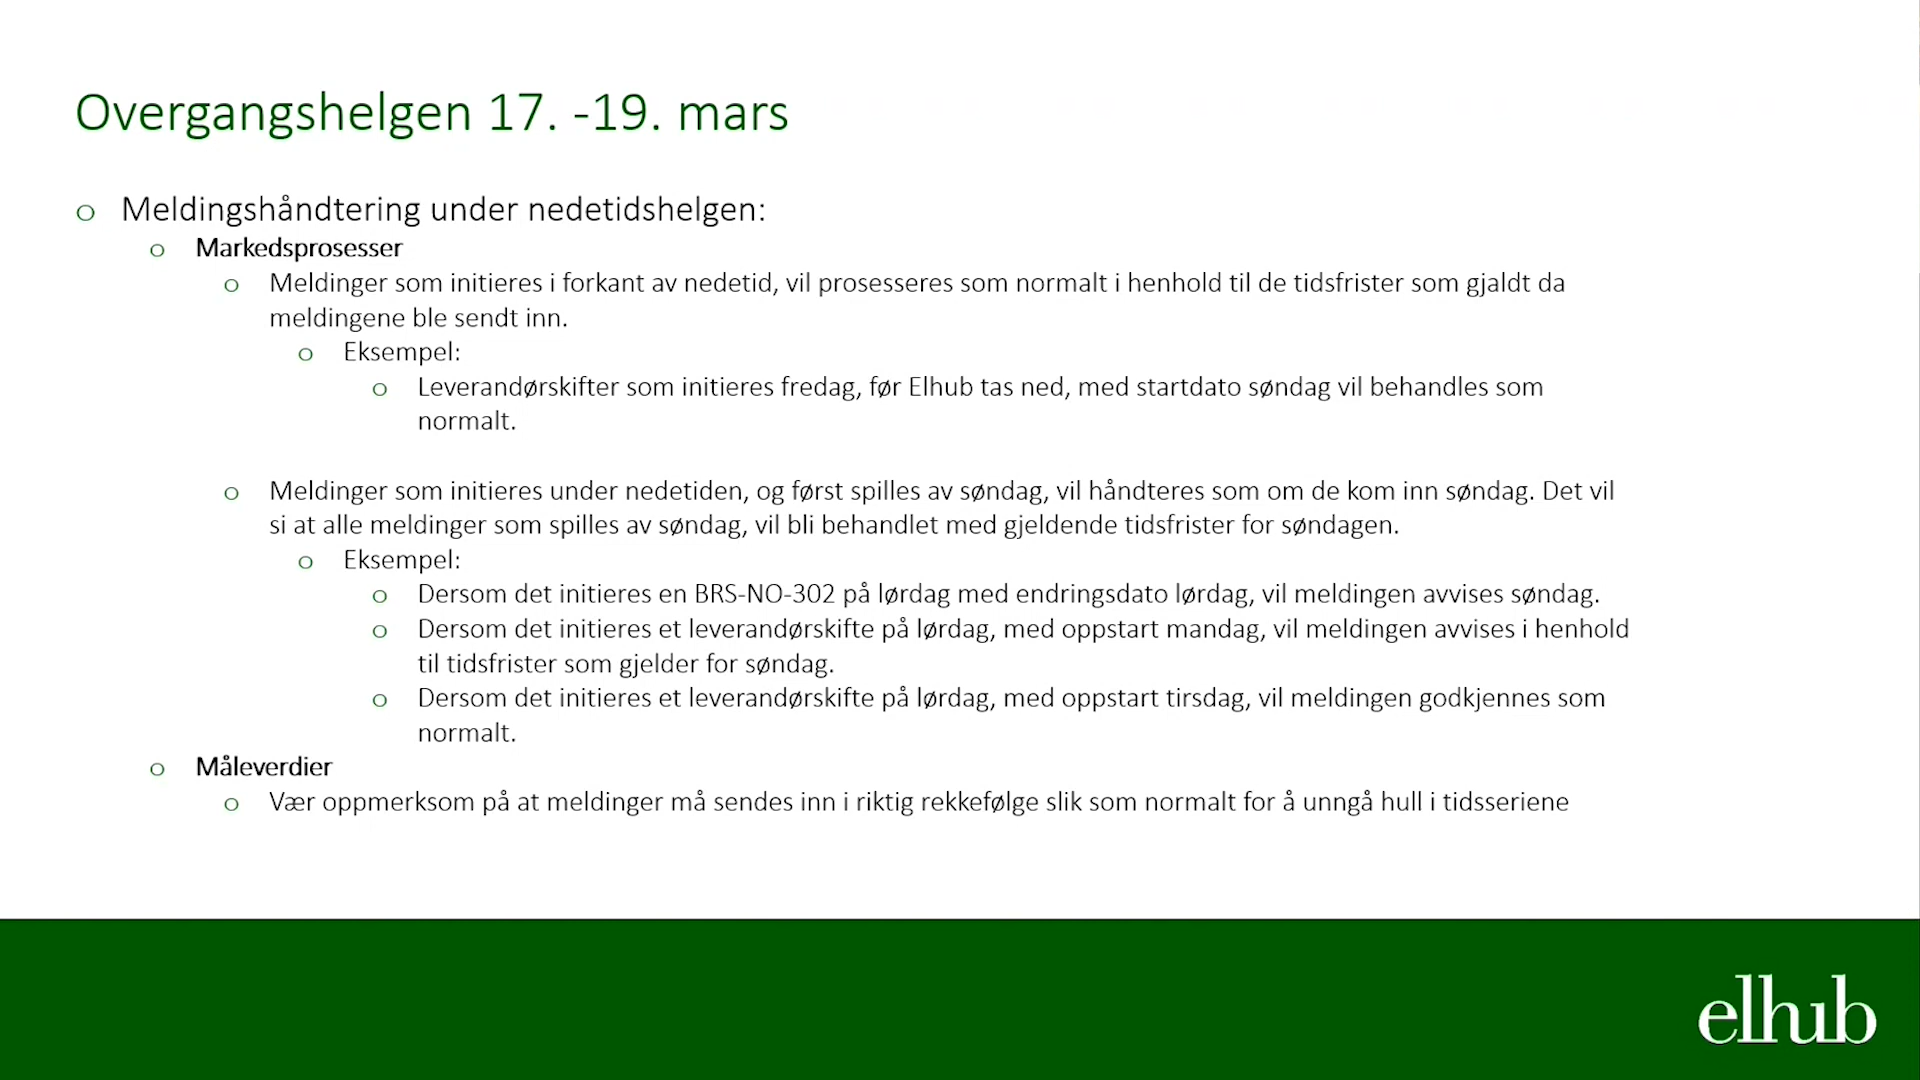 Overgangshelgen 17. -19. mars
o Meldingshåndtering under nedetidshelgen:
o Markedsprosesser
o Meldinger som initieres i forkant av nedetid, vil prosesseres som normalt i henhold til de tidsfrister som gjaldt da
meldingene ble sendt inn.
o Eksempel:
o Leverandørskifter som initieres fredag, før Elhub tas ned, med startdato søndag vil behandles som
normalt.
o Meldinger som initieres under nedetiden, og først spilles av søndag, vil håndteres som om de kom inn søndag. Det vil
si at alle meldinger som spilles av søndag, vil bli behandlet med gjeldende tidsfrister for søndagen.
o Eksempel:
o Dersom det initieres en BRS-NO-302 på lørdag med endringsdato lørdag, vil meldingen avvises søndag.
o Dersom det initieres et leverandørskifte på lørdag, med oppstart mandag, vil meldingen avvises i henhold
til tidsfrister som gjelder for søndag.
o Dersom det initieres et leverandørskifte på lørdag, med oppstart tirsdag, vil meldingen godkjennes som
normalt.
o Måleverdier
o Vær oppmerksom på at meldinger må sendes inn i riktig rekkefølge slik som normalt for å unngå hull i tidsseriene
elhub